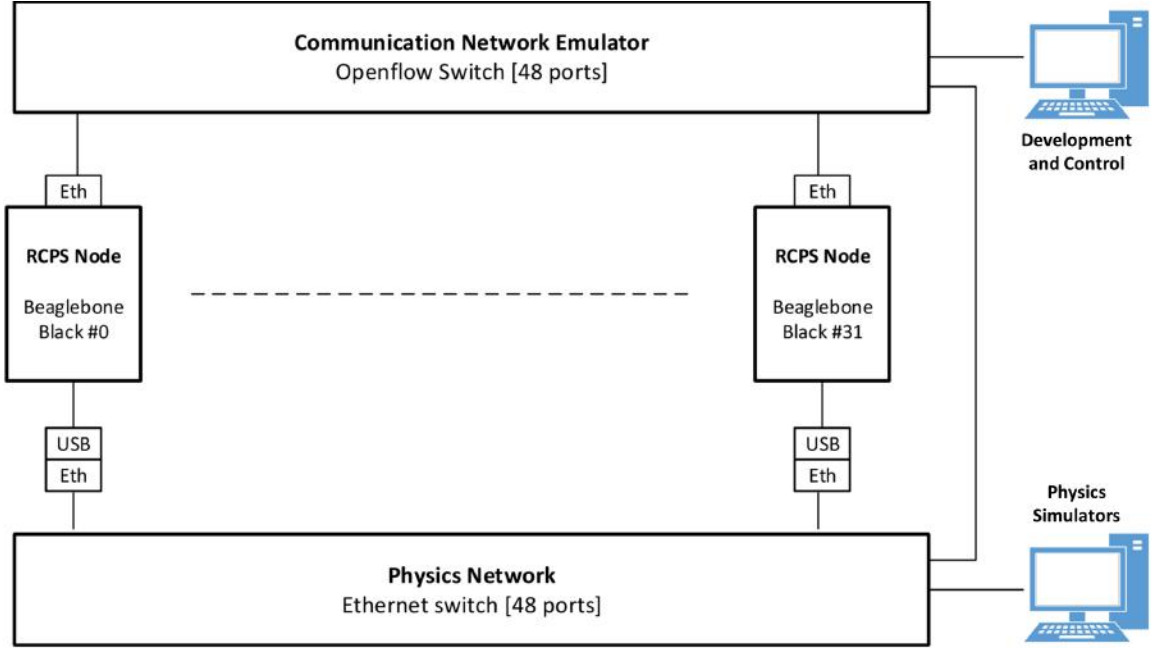 Communication Network Emulator
Openflow Switch [48 ports]
Development
and Control
Eth
Eth
RCPS Node
Beaglebone
Black #0
RCPS Node
Beaglebone
Black #31
USB
Eth
USB
Eth
Physics
Simulators
Physics Network
Ethernet switch [48 ports]